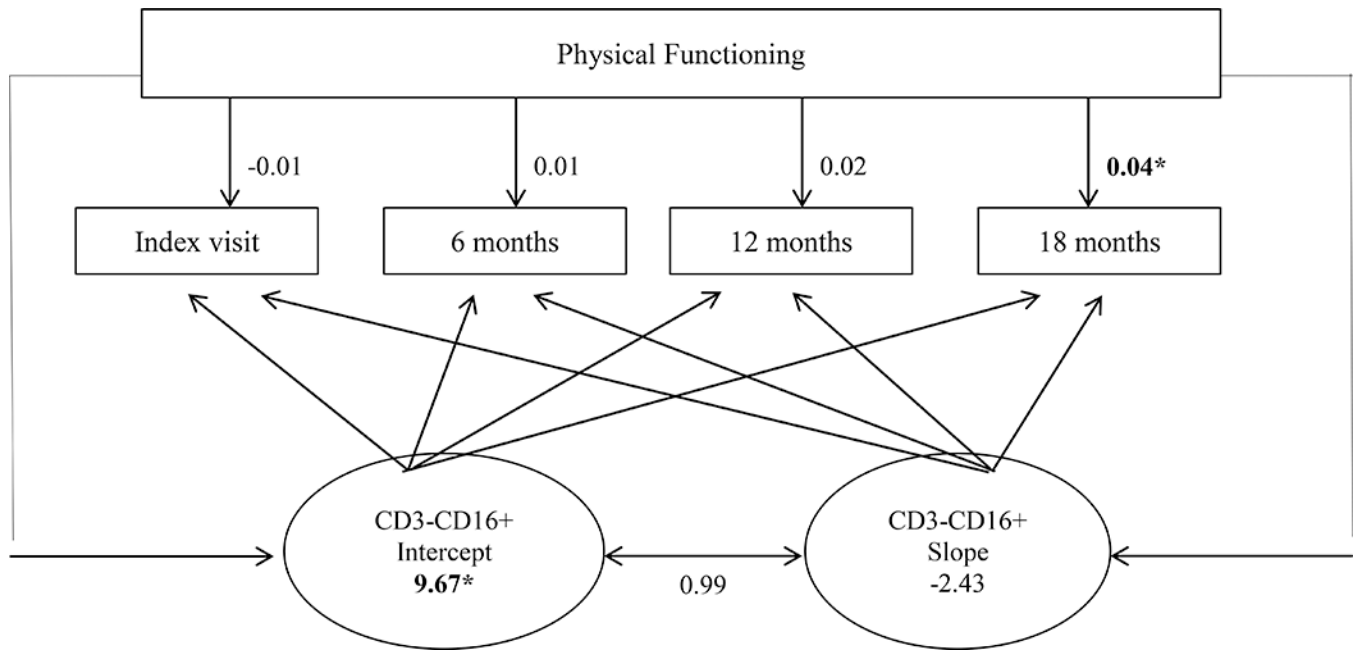 Physical Functioning
-0.01
0.01
0.02
0.04*
Index visit
6 months
12 months
18 months
CD3-CD16+
Intercept
9.67*
0.99
CD3-CD16+
Slope
-2.43